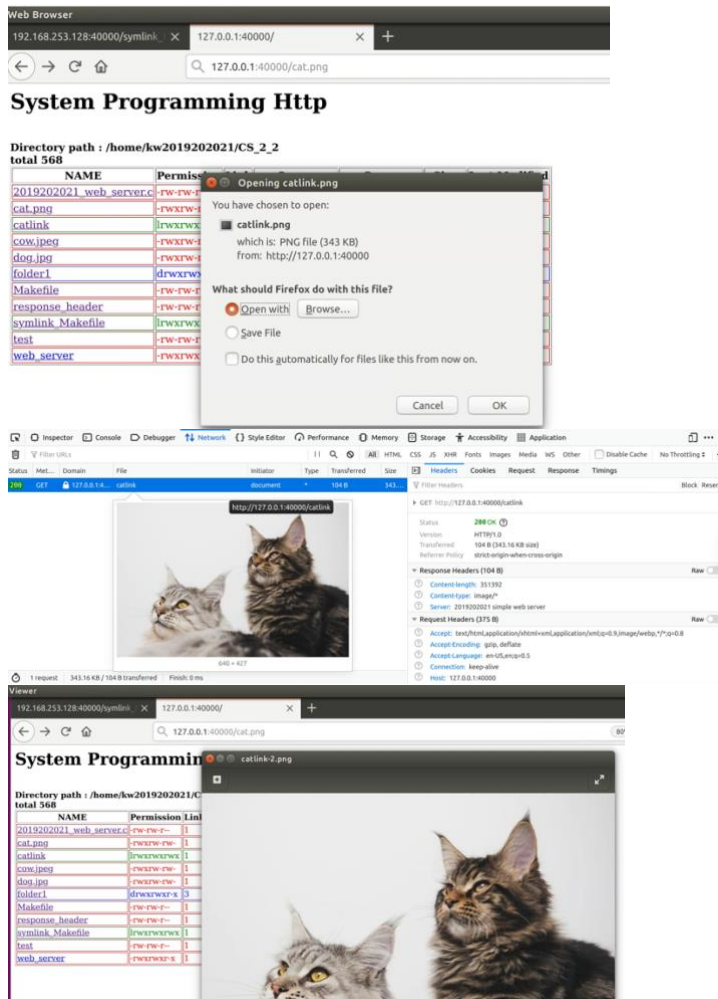 Web Browser
192.168.253.128:40000/symlink_ × 127.0.0.1:40000/ × +
127.0.0.1:40000/cat.png
System Programming Http
Directory path : /home/kw2019202021/CS_2_2
total 568
NAME Permiss
2019202021_web_server.c -rw-rw-r
cat.png -rwxrw-r
catlink lrwxrwx
cow.jpeg -rwxrw-r
dog.jpg -rwxrw-r
folder1 drwxrwx
Makefile -rw-rw-r
response_header -rw-rw-r
symlink_Makefile lrwxrwx
test -rw-rw-r
web_server -rwxrwx
Opening catlink.png
You have chosen to open:
catlink.png
which is: PNG file (343 KB)
from: http://127.0.0.1:40000
What should Firefox do with this file?
Open with Browse...
Save File
Do this automatically for files like this from now on.
Cancel OK
Inspector Console Debugger Network {} Style Editor Performance Memory Storage Accessibility Application
Filter URLs All HTML CSS JS XHR Fonts Images Media WS Other Disable Cache No Throttling
Status Met... Domain File Initiator Type Transferred Size Headers Cookies Request Response Timings
200 GET 127.0.0.1:4... catlink document * 104 B 343....
Filter Headers Block Reser
GET http://127.0.0.1:40000/catlink
http://127.0.0.1:40000/catlink
Status 200 OK
Version HTTP/1.0
Transferred 104 B (343.16 KB size)
Referrer Policy strict-origin-when-cross-origin
Response Headers (104 B) Raw
Content-length: 351392
Content-type: image/*
Server: 2019202021 simple web server
Request Headers (375 B) Raw
Accept: text/html,application/xhtml+xml,application/xml;q=0.9,image/webp,*/*;q=0.8
Accept-Encoding: gzip, deflate
Accept-Language: en-US,en;q=0.5
Connection: keep-alive
Host: 127.0.0.1:40000
640 × 427
1 request 343.16 KB / 104 B transferred Finish: 0 ms
Viewer
192.168.253.128:40000/symlink_ × 127.0.0.1:40000/ × +
127.0.0.1:40000/cat.png
System Programmin
catlink-2.png
Directory path : /home/kw2019202021/C
total 568
NAME Permission Lin
2019202021_web_server.c -rw-rw-r-- 1
cat.png -rwxrw-rw- 1
catlink lrwxrwxrwx 1
cow.jpeg -rwxrw-rw- 1
dog.jpg -rwxrw-rw- 1
folder1 drwxrwxr-x 3
Makefile -rw-rw-r-- 1
response_header -rw-rw-r-- 1
symlink_Makefile lrwxrwxrwx 1
test -rw-rw-r-- 1
web_server -rwxrwxr-x 1